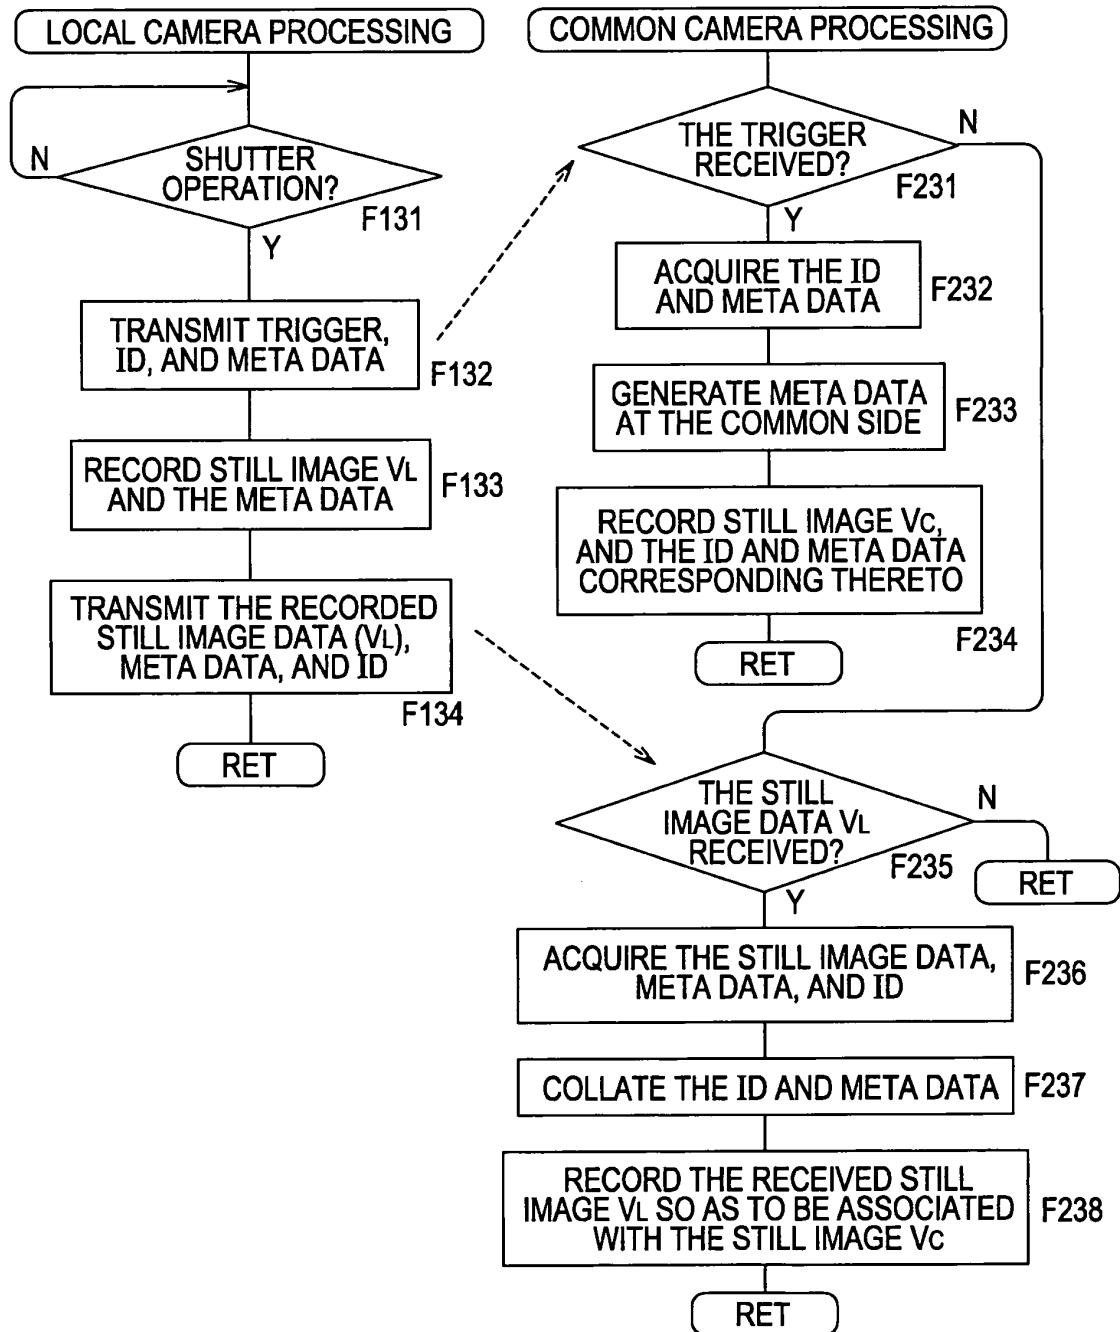 LOCAL CAMERA PROCESSING
N
SHUTTER
OPERATION?
F131
Y
TRANSMIT TRIGGER,
ID, AND META DATA
F132
RECORD STILL IMAGE VL
AND THE META DATA
F133
TRANSMIT THE RECORDED
STILL IMAGE DATA (VL),
META DATA, AND ID
F134
RET
COMMON CAMERA PROCESSING
THE TRIGGER
RECEIVED?
N
F231
Y
ACQUIRE THE ID
AND META DATA
F232
GENERATE META DATA
AT THE COMMON SIDE
F233
RECORD STILL IMAGE VC,
AND THE ID AND META DATA
CORRESPONDING THERETO
F234
RET
THE STILL
IMAGE DATA VL
RECEIVED?
N
F235
RET
Y
ACQUIRE THE STILL IMAGE DATA,
META DATA, AND ID
F236
COLLATE THE ID AND META DATA
F237
RECORD THE RECEIVED STILL
IMAGE VL SO AS TO BE ASSOCIATED
WITH THE STILL IMAGE VC
F238
RET